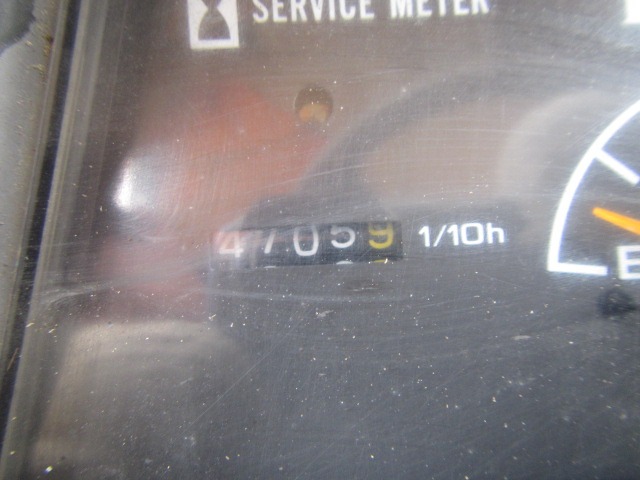 SERVICE METER
47059 1/10h
E